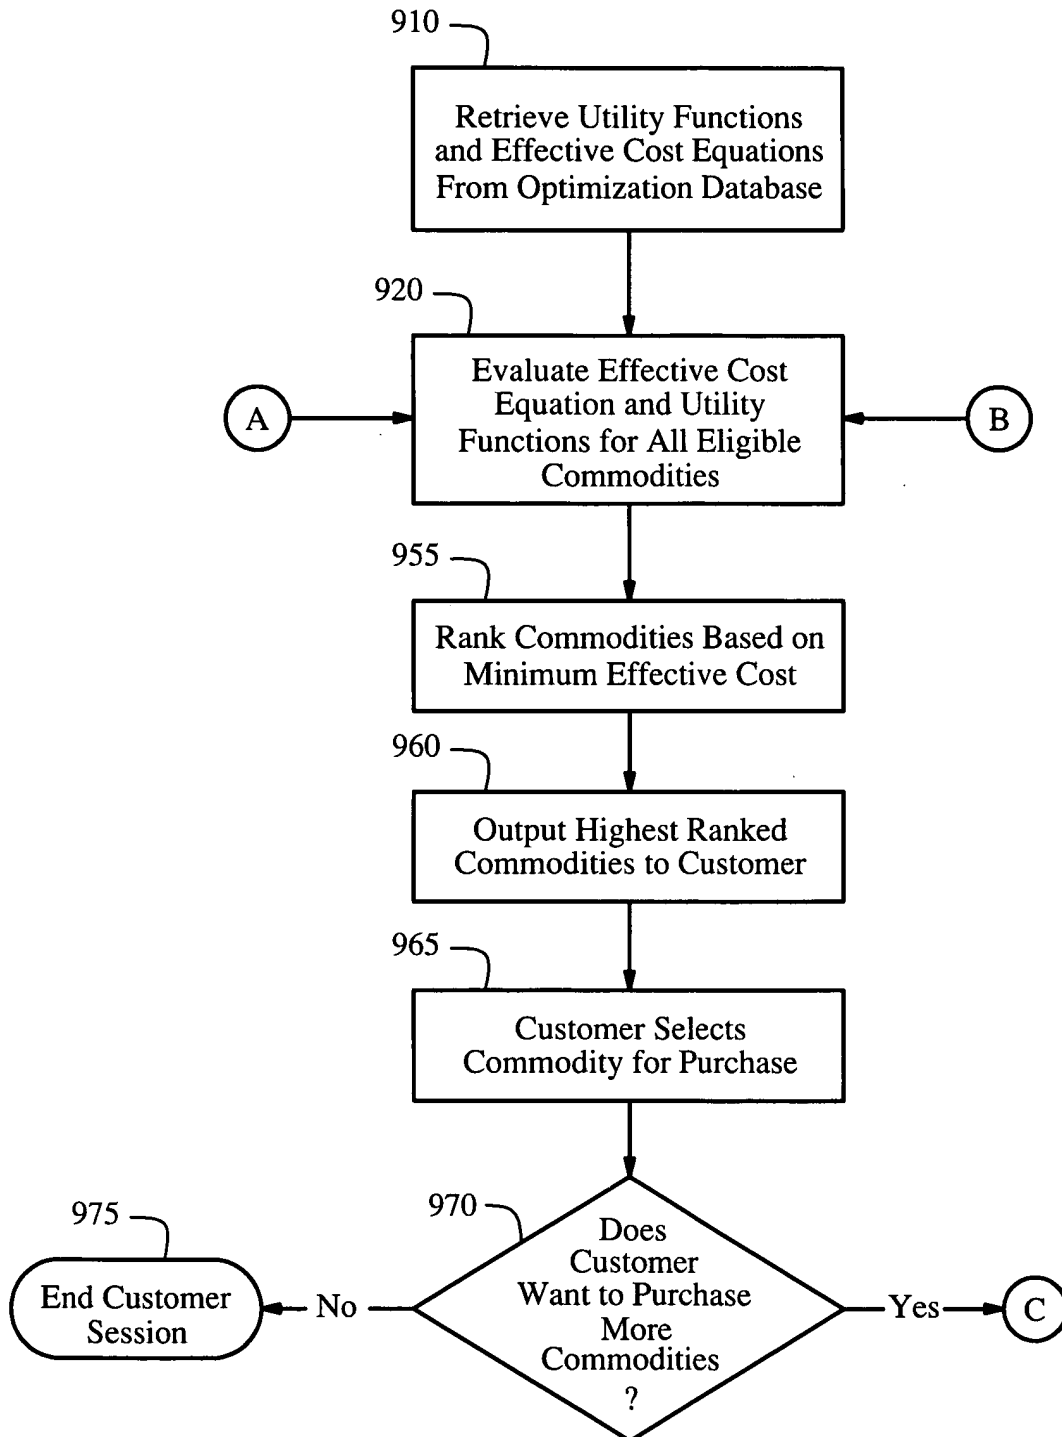 910
Retrieve Utility Functions
and Effective Cost Equations
From Optimization Database
920
Evaluate Effective Cost
Equation and Utility
Functions for All Eligible
Commodities
A
B
955
Rank Commodities Based on
Minimum Effective Cost
960
Output Highest Ranked
Commodities to Customer
965
Customer Selects
Commodity for Purchase
970
Does
Customer
Want to Purchase
More
Commodities
?
975
End Customer
Session
No
Yes
C